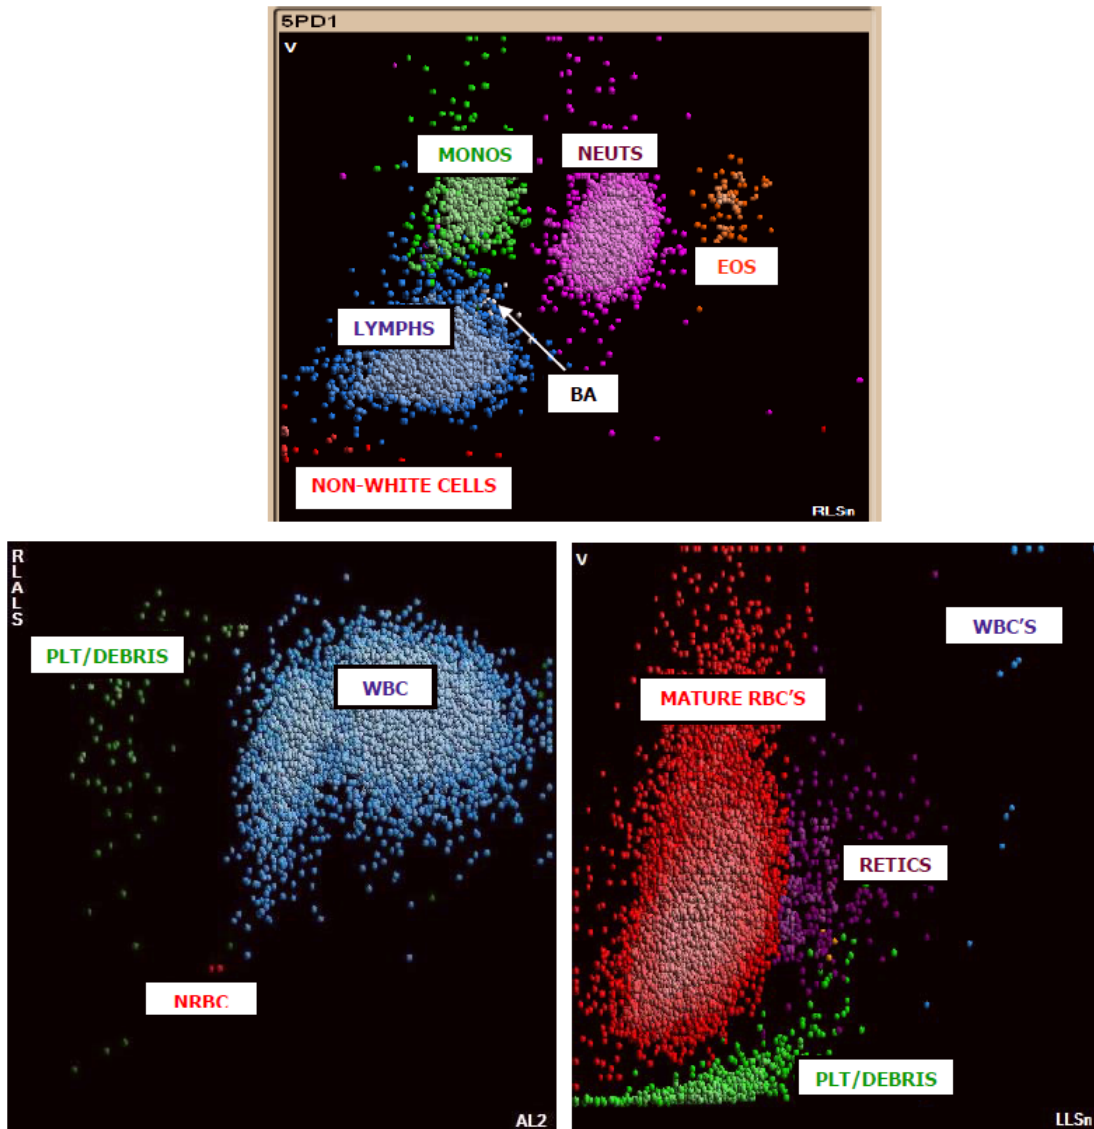 5PD1
V
MONOS
NEUTS
EOS
LYMPHS
BA
NON-WHITE CELLS
RLSn
RLALS
PLT/DEBRIS
WBC
NRBC
AL2
V
WBC'S
MATURE RBC'S
RETICS
PLT/DEBRIS
LLSn